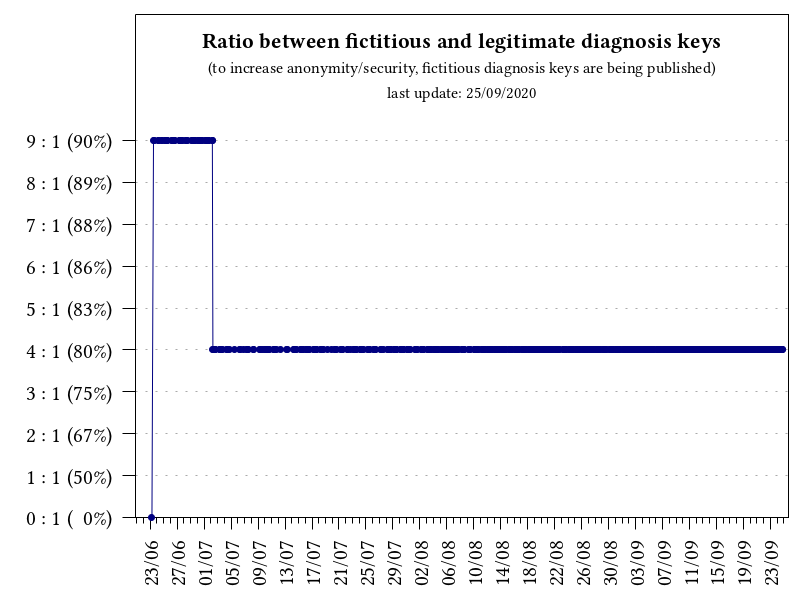 Ratio between fictitious and legitimate diagnosis keys
(to increase anonymity/security, fictitious diagnosis keys are being published)
last update: 25/09/2020
9 : 1 (90%)
8 : 1 (89%)
7 : 1 (88%)
6 : 1 (86%)
5 : 1 (83%)
4 : 1 (80%)
3 : 1 (75%)
2 : 1 (67%)
1 : 1 (50%)
0 : 1 (  0%)
23/06
27/06
01/07
05/07
09/07
13/07
17/07
21/07
25/07
29/07
02/08
06/08
10/08
14/08
18/08
22/08
26/08
30/08
03/09
07/09
11/09
15/09
19/09
23/09